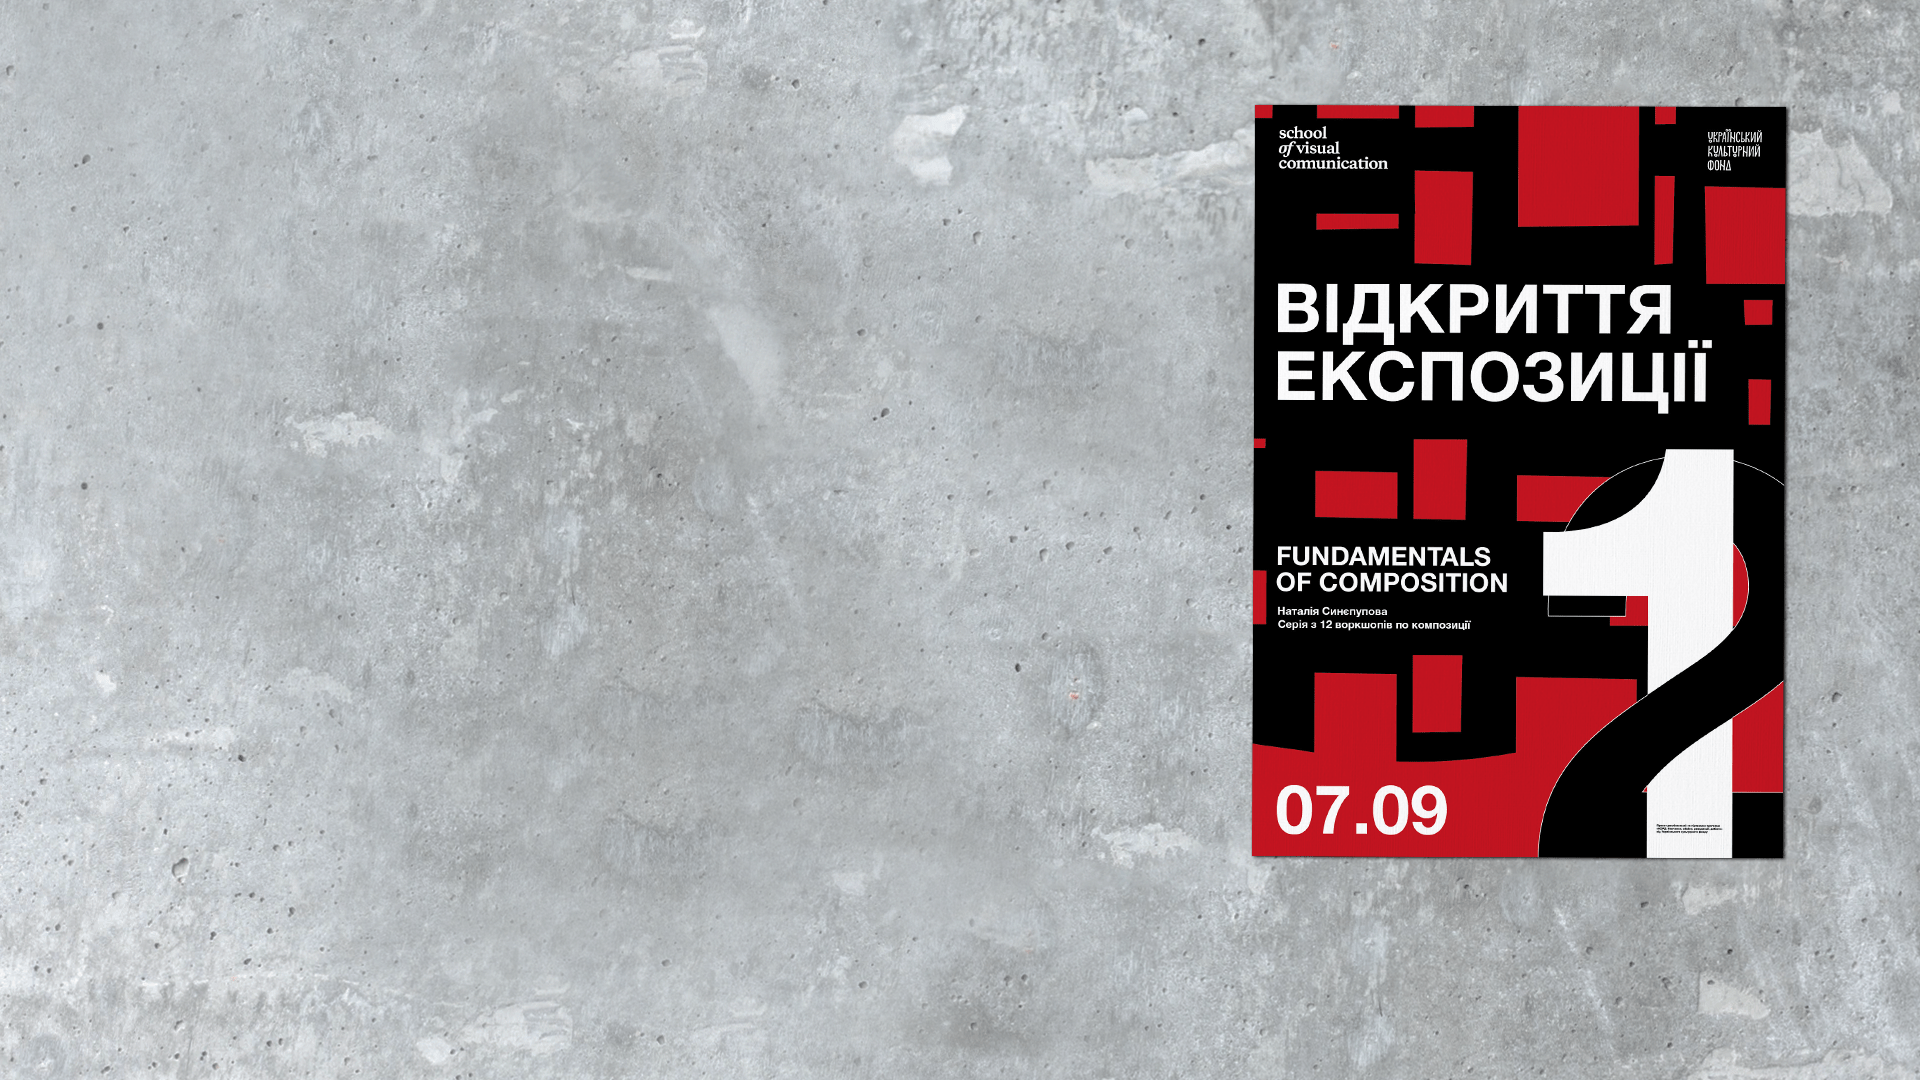 school
of visual
comunication
УКРАЇНСЬКИЙ
КУЛЬТУРНИЙ
ФОНД
ВІДКРИТТЯ
ЕКСПОЗИЦІЇ
12
FUNDAMENTALS
OF COMPOSITION
Наталія Синєпупова
Серія з 12 воркшопів по композиції
07.09